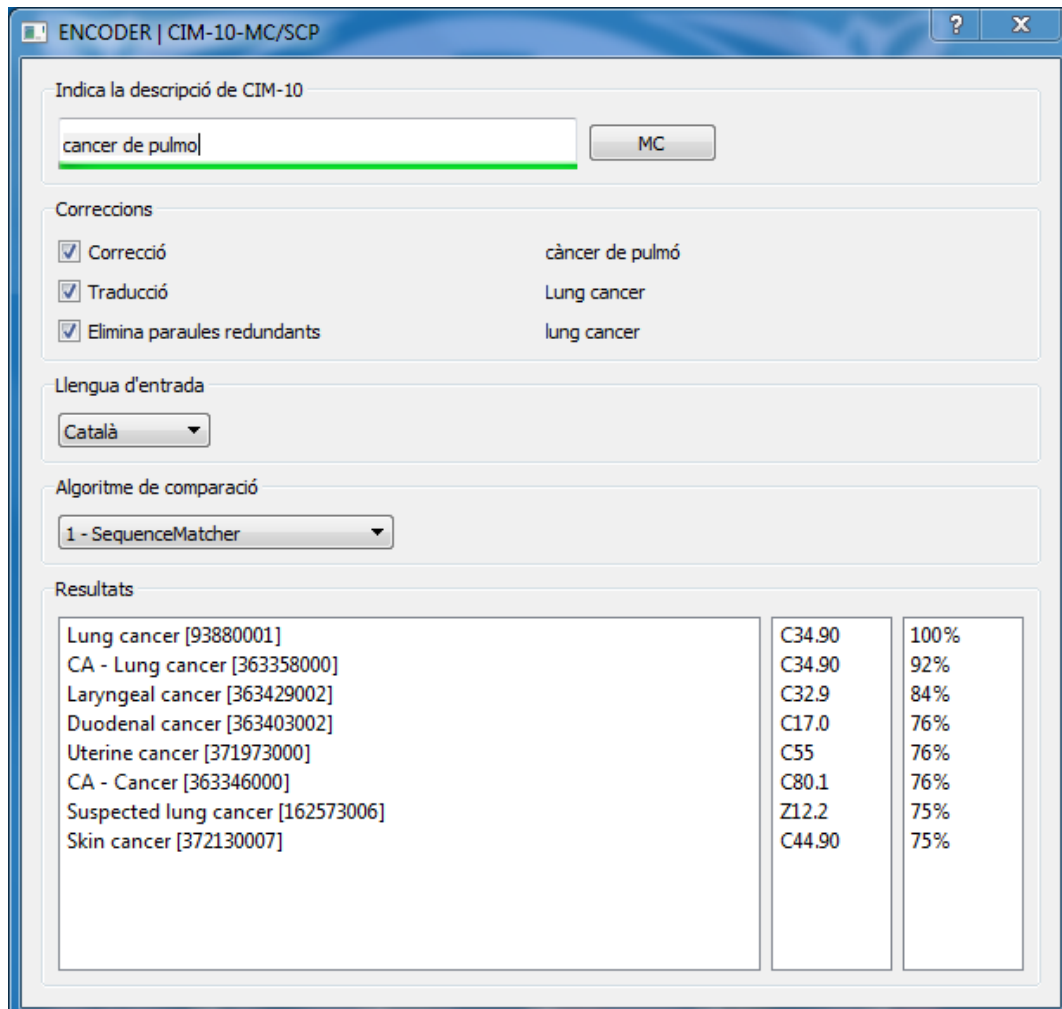 ENCODER | CIM-10-MC/SCP
Indica la descripció de CIM-10
cancer de pulmo
MC
Correccions
Correcció càncer de pulmó
Traducció Lung cancer
Elimina paraules redundants lung cancer
Llengua d'entrada
Català
Algoritme de comparació
1 - SequenceMatcher
Resultats
Lung cancer [93880001] C34.90 100%
CA - Lung cancer [363358000] C34.90 92%
Laryngeal cancer [363429002] C32.9 84%
Duodenal cancer [363403002] C17.0 76%
Uterine cancer [371973000] C55 76%
CA - Cancer [363346000] C80.1 76%
Suspected lung cancer [162573006] Z12.2 75%
Skin cancer [372130007] C44.90 75%